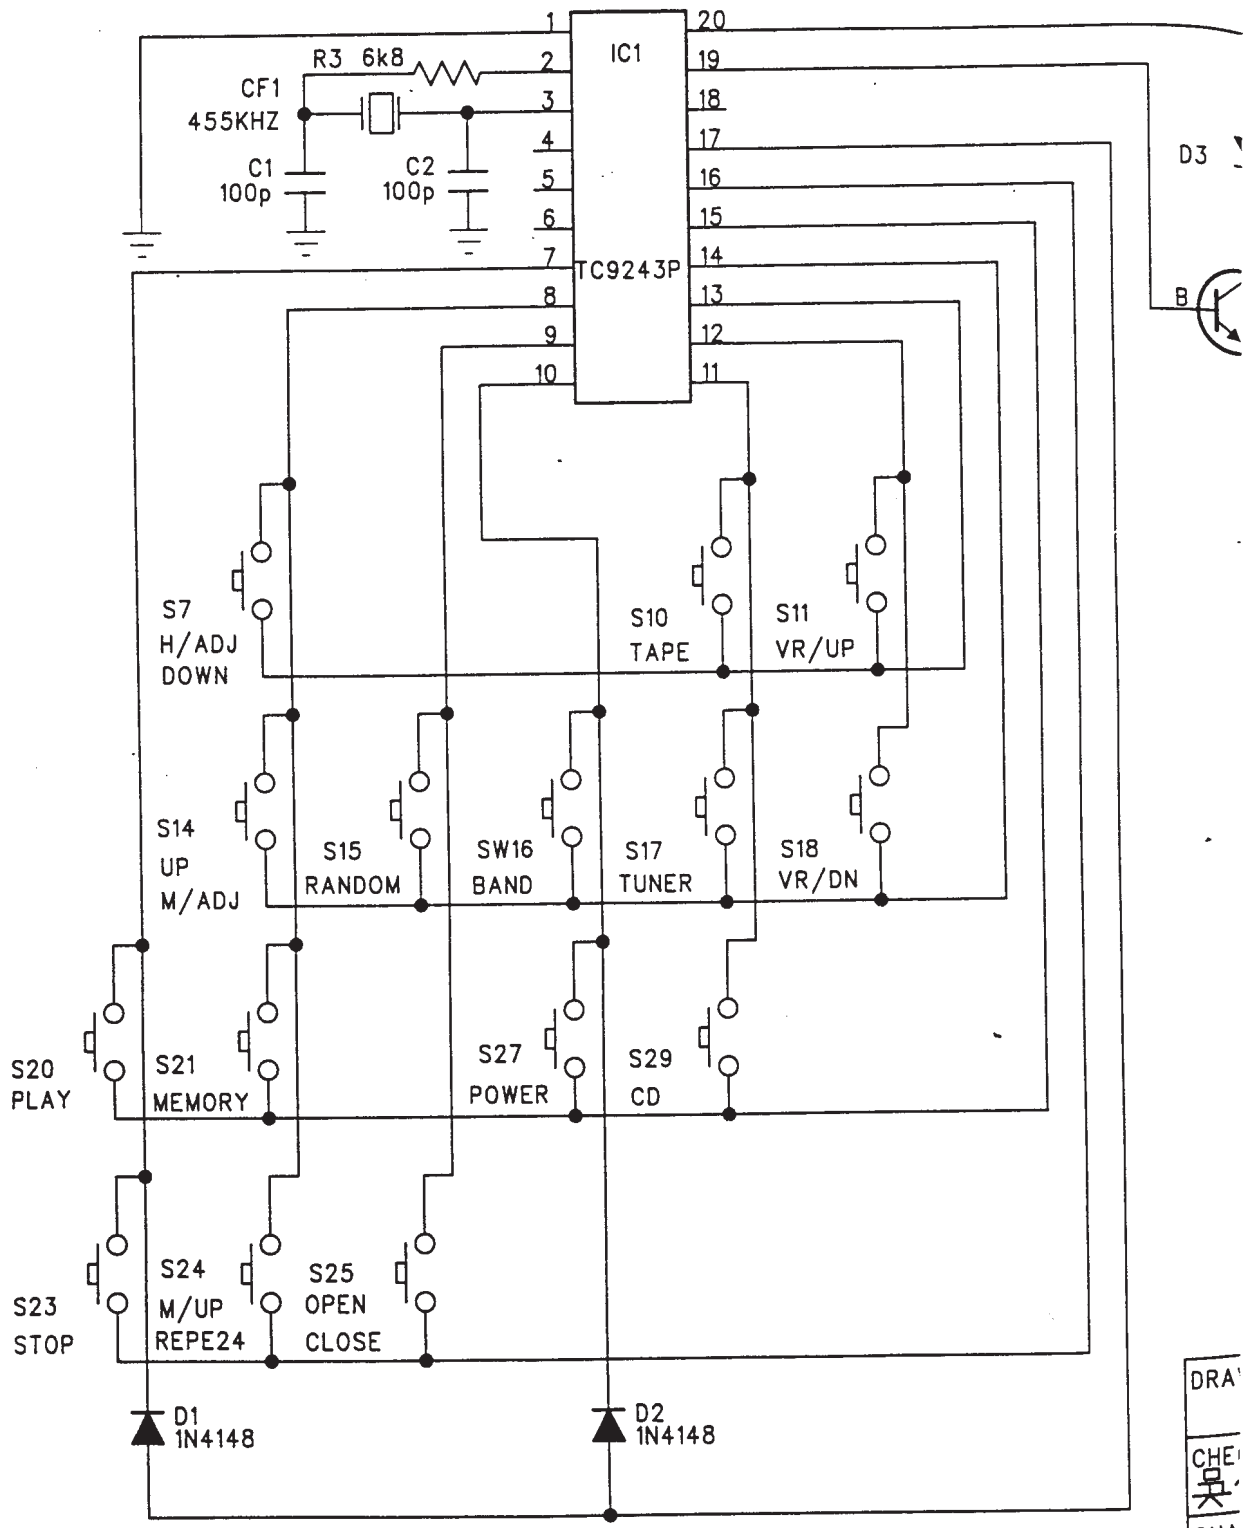 1
20
IC1
R3 6k8
2
19
CF1
3
18
455KHZ
4
17
D3
C1
100p
C2
100p
5
16
6
15
7
14
TC9243P
8
13
B
9
12
10
11
S7
H/ADJ
DOWN
S10
TAPE
S11
VR/UP
S14
UP
M/ADJ
S15
RANDOM
SW16
BAND
S17
TUNER
S18
VR/DN
S20
PLAY
S21
MEMORY
S27
POWER
S29
CD
S23
STOP
S24
M/UP
REPE24
S25
OPEN
CLOSE
D1
1N4148
D2
1N4148
DRA
CHE
吳